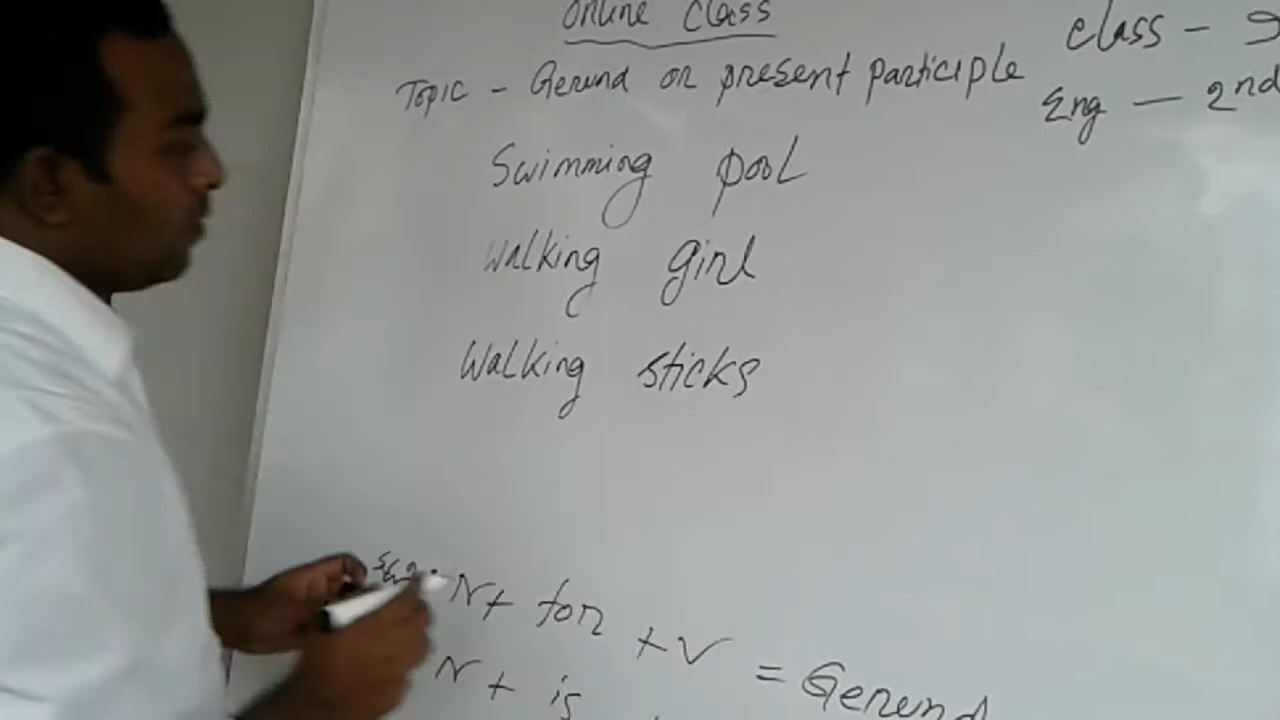 Online Class
Topic - Gerund or present participle
Class - 9
Eng - 2nd
Swimming pool
Walking girl
Walking sticks
N + for + V = Gerund
N + is